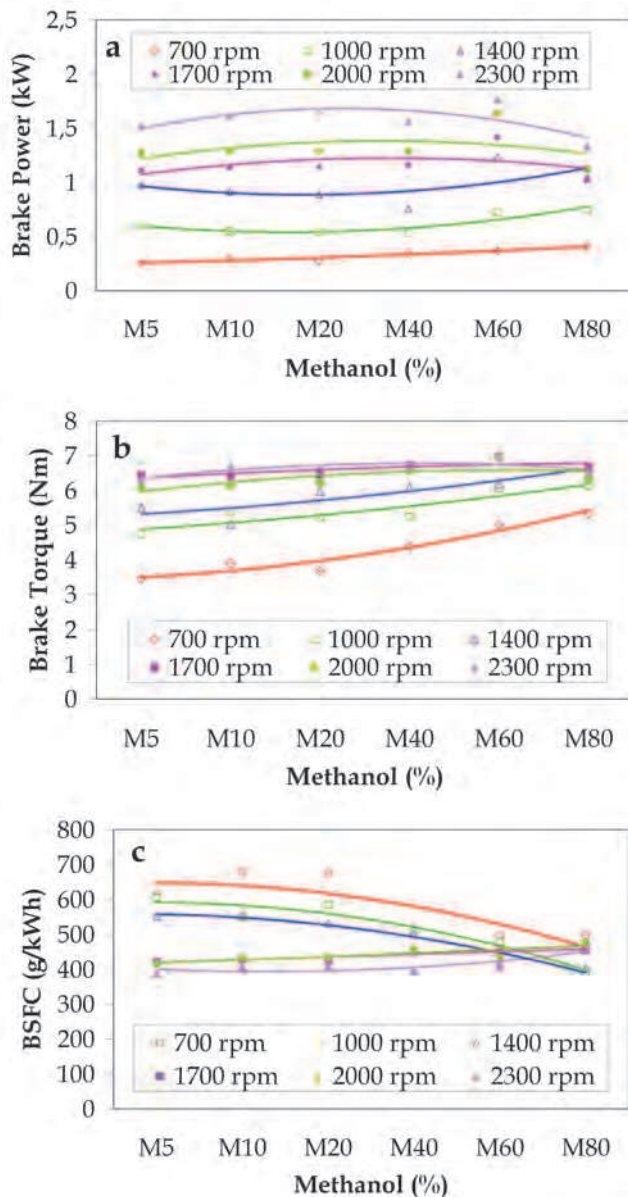 a
Brake Power (kW)
2,5
2
1,5
1
0,5
0
700 rpm 1000 rpm 1400 rpm
1700 rpm 2000 rpm 2300 rpm
M5 M10 M20 M40 M60 M80
Methanol (%)
b
Brake Torque (Nm)
8
7
6
5
4
3
2
1
0
700 rpm 1000 rpm 1400 rpm
1700 rpm 2000 rpm 2300 rpm
M5 M10 M20 M40 M60 M80
Methanol (%)
c
BSFC (g/kWh)
800
700
600
500
400
300
200
100
0
700 rpm 1000 rpm 1400 rpm
1700 rpm 2000 rpm 2300 rpm
M5 M10 M20 M40 M60 M80
Methanol (%)